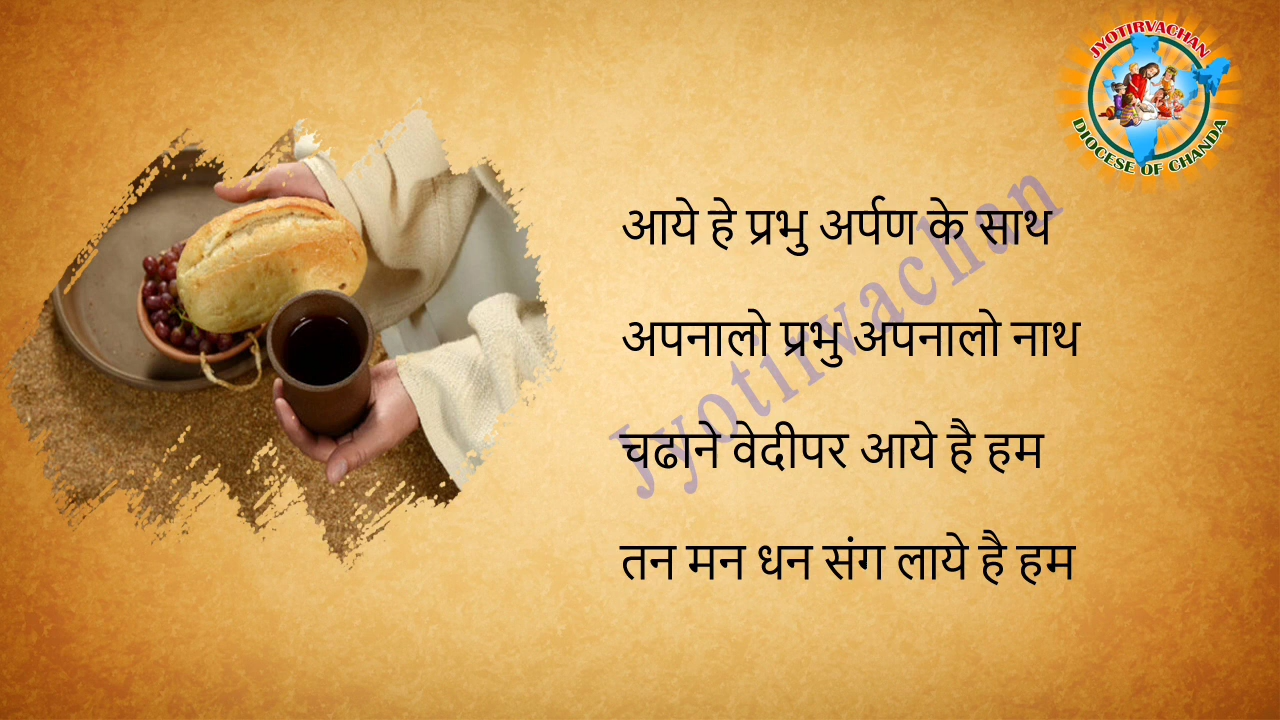 JYOTIRVACHAN
DIOCESE OF CHANDA
आये हे प्रभु अर्पण के साथ
अपनालो प्रभु अपनालो नाथ
चढाने वेदीपर आये है हम
तन मन धन संग लाये है हम
Jyotirvachan